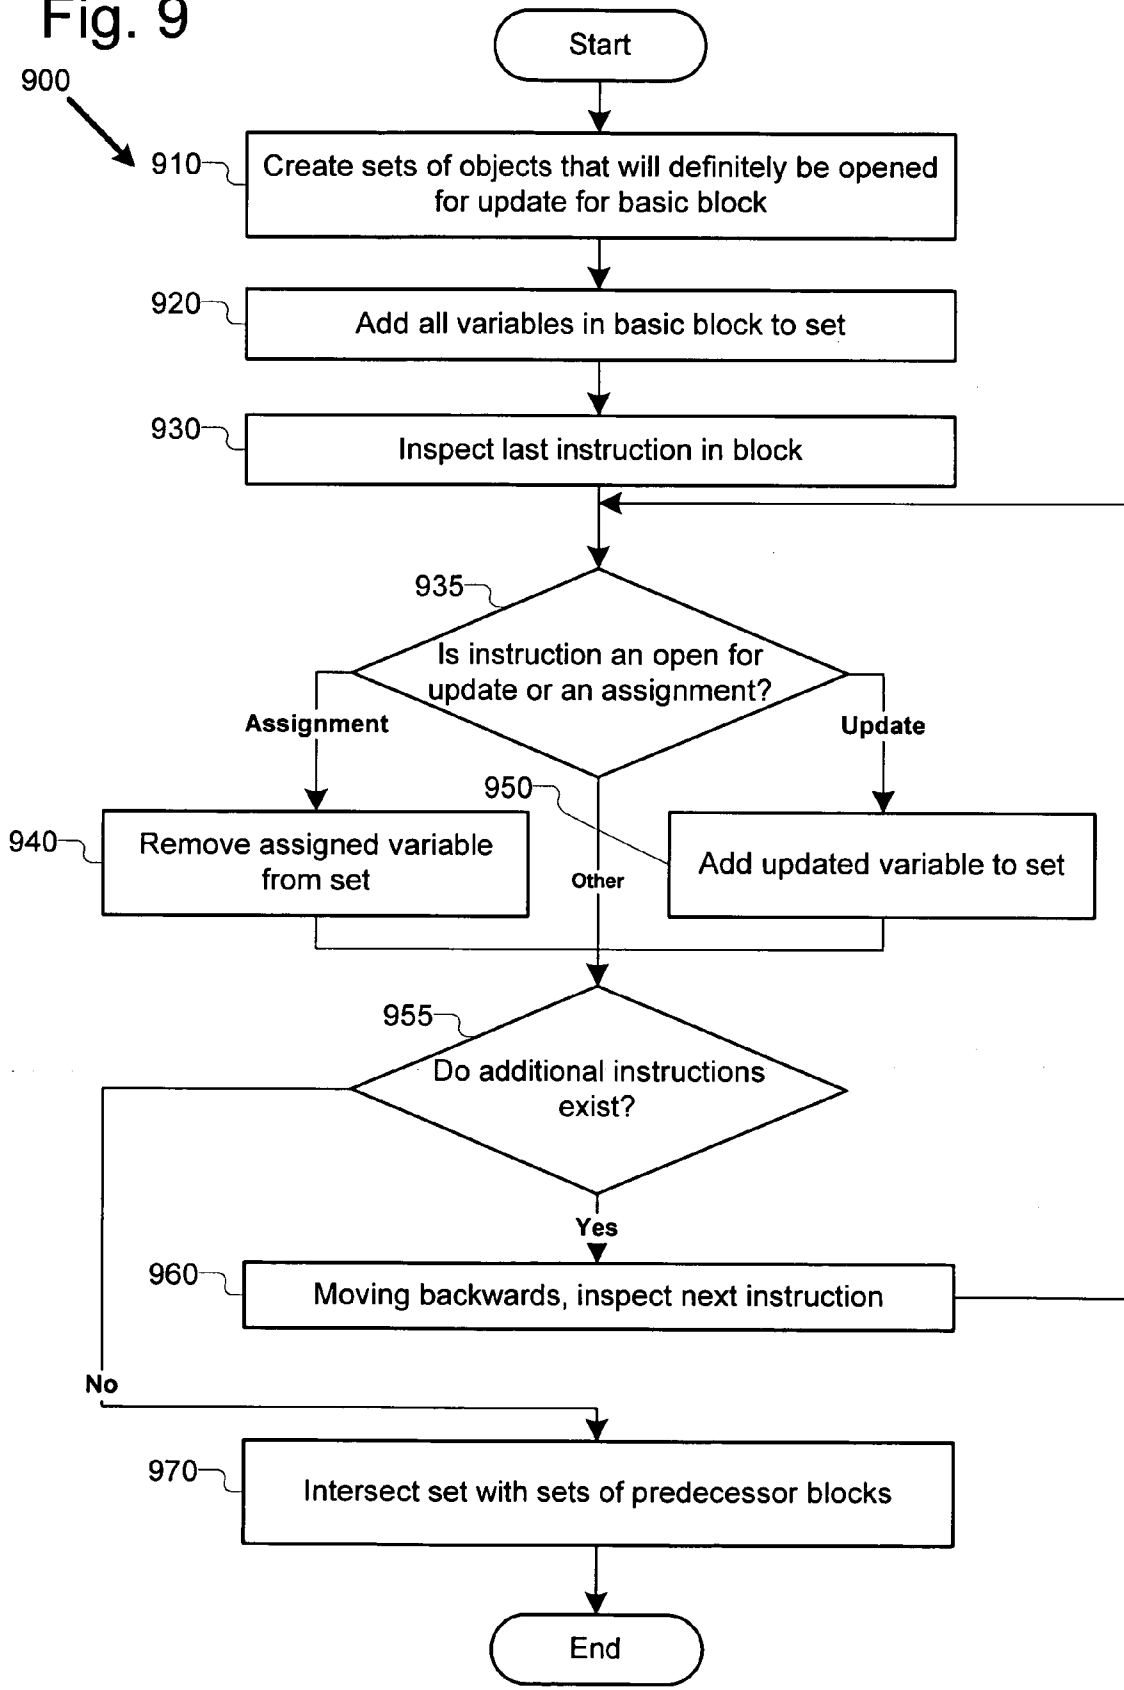 Fig. 9
900
Start
910
Create sets of objects that will definitely be opened
for update for basic block
920
Add all variables in basic block to set
930
Inspect last instruction in block
935
Is instruction an open for
update or an assignment?
Assignment
Update
950
940
Remove assigned variable
from set
Other
Add updated variable to set
955
Do additional instructions
exist?
Yes
960
Moving backwards, inspect next instruction
No
970
Intersect set with sets of predecessor blocks
End